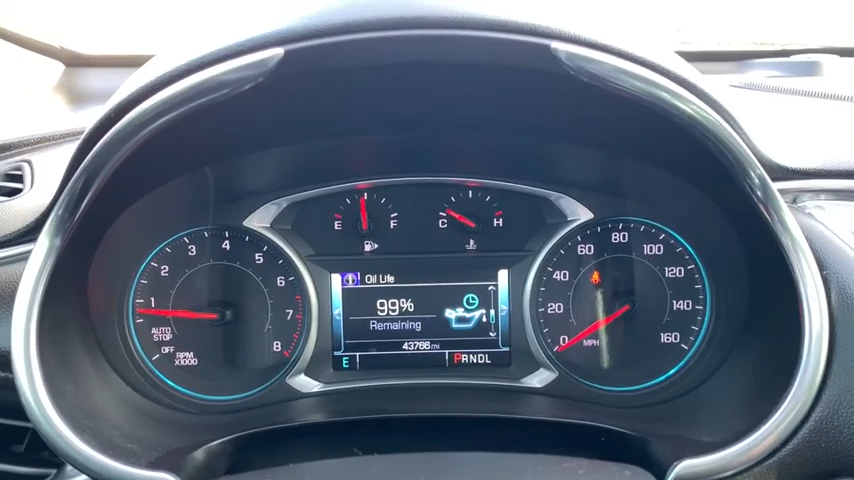 E F
C H
1 2 3 4 5 6 7 8
AUTO
STOP
OFF
RPM
X1000
Oil Life
99%
Remaining
43766 mi
E PRNDL
0 20 40 60 80 100 120 140 160
MPH